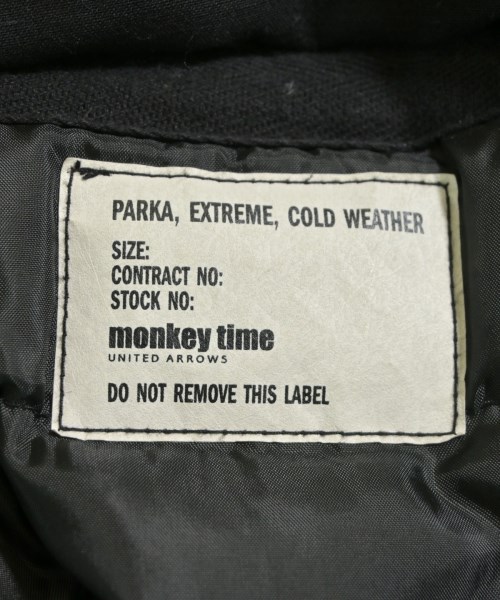 PARKA, EXTREME, COLD WEATHER
SIZE:
CONTRACT NO:
STOCK NO:
monkey time
UNITED ARROWS
DO NOT REMOVE THIS LABEL